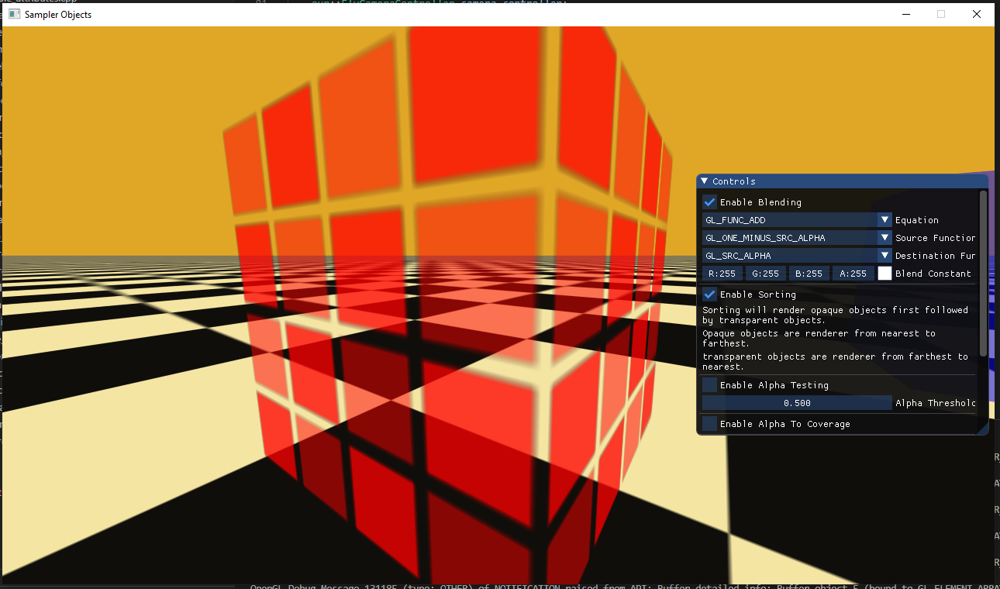 Sampler Objects
Controls
Enable Blending
GL_FUNC_ADD Equation
GL_ONE_MINUS_SRC_ALPHA Source Function
GL_SRC_ALPHA Destination Fur
R:255 G:255 B:255 A:255 Blend Constant
Enable Sorting
Sorting will render opaque objects first followed
by transparent objects.
Opaque objects are renderer from nearest to
farthest.
transparent objects are renderer from farthest to
nearest.
Enable Alpha Testing
0.500 Alpha Threshold
Enable Alpha To Coverage